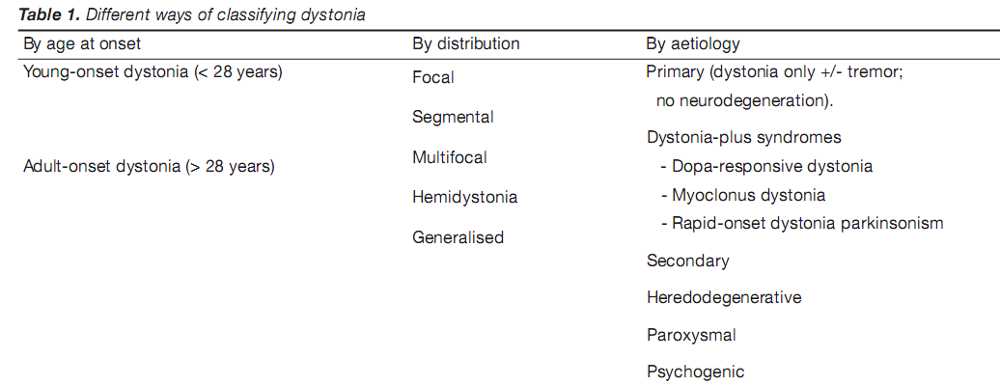 Table 1. Different ways of classifying dystonia
By age at onset
By distribution
By aetiology
Young-onset dystonia (< 28 years)
Adult-onset dystonia (> 28 years)
Focal
Segmental
Multifocal
Hemidystonia
Generalised
Primary (dystonia only +/- tremor;
no neurodegeneration).
Dystonia-plus syndromes
- Dopa-responsive dystonia
- Myoclonus dystonia
- Rapid-onset dystonia parkinsonism
Secondary
Heredodegenerative
Paroxysmal
Psychogenic